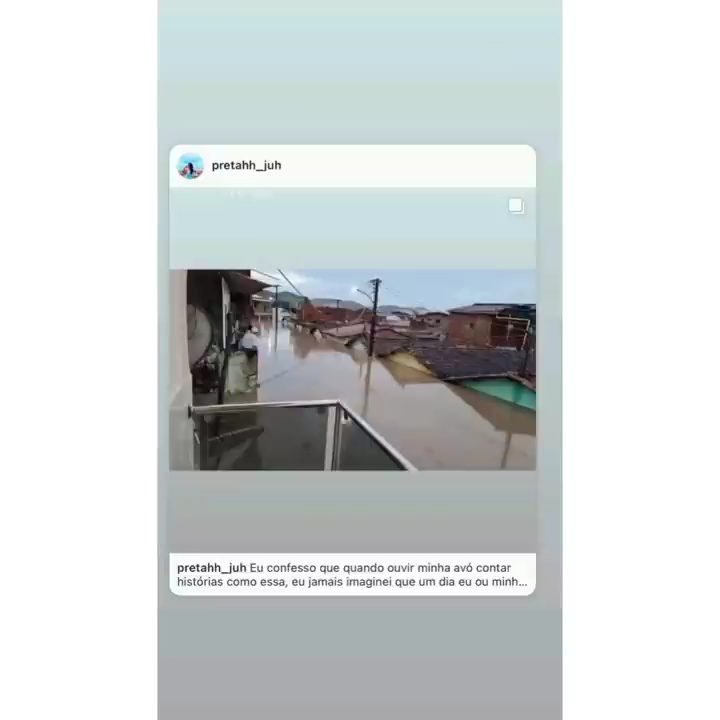 pretahh_juh
pretahh_juh Eu confesso que quando ouvir minha avó contar
histórias como essa, eu jamais imaginei que um dia eu ou minh...